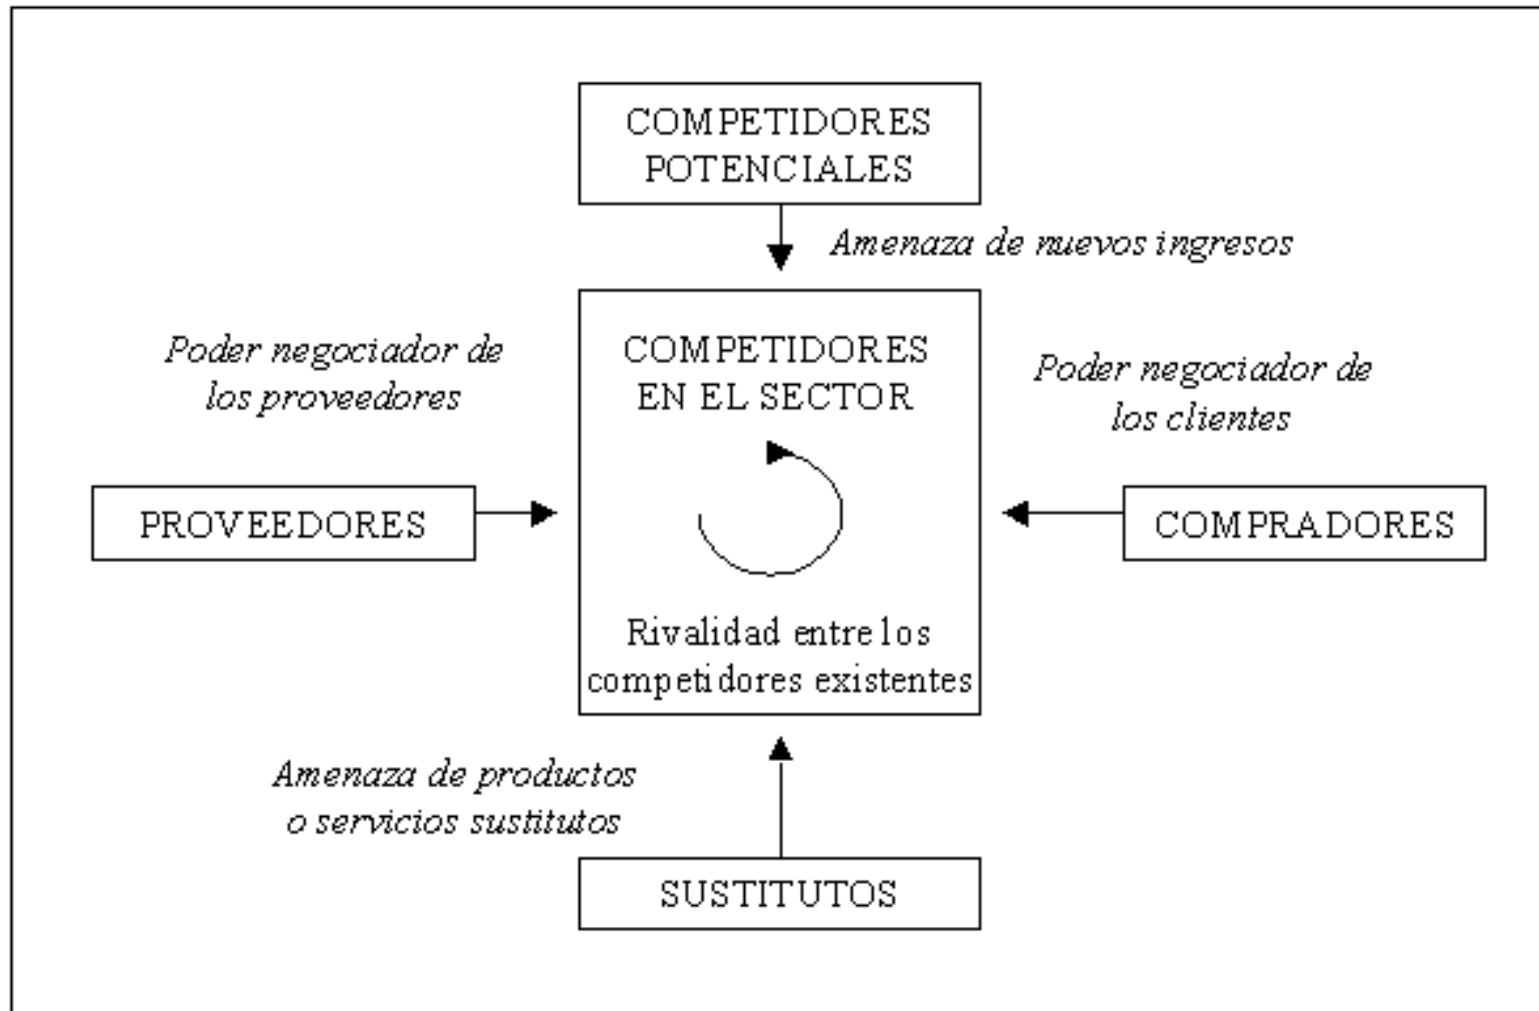 COMPETIDORES
POTENCIALES
Amenaza de nuevos ingresos
Poder negociador de
los proveedores
COMPETIDORES
EN EL SECTOR
Poder negociador de
los clientes
PROVEEDORES
COMPRADORES
Rivalidad entre los
competidores existentes
Amenaza de productos
o servicios sustitutos
SUSTITUTOS